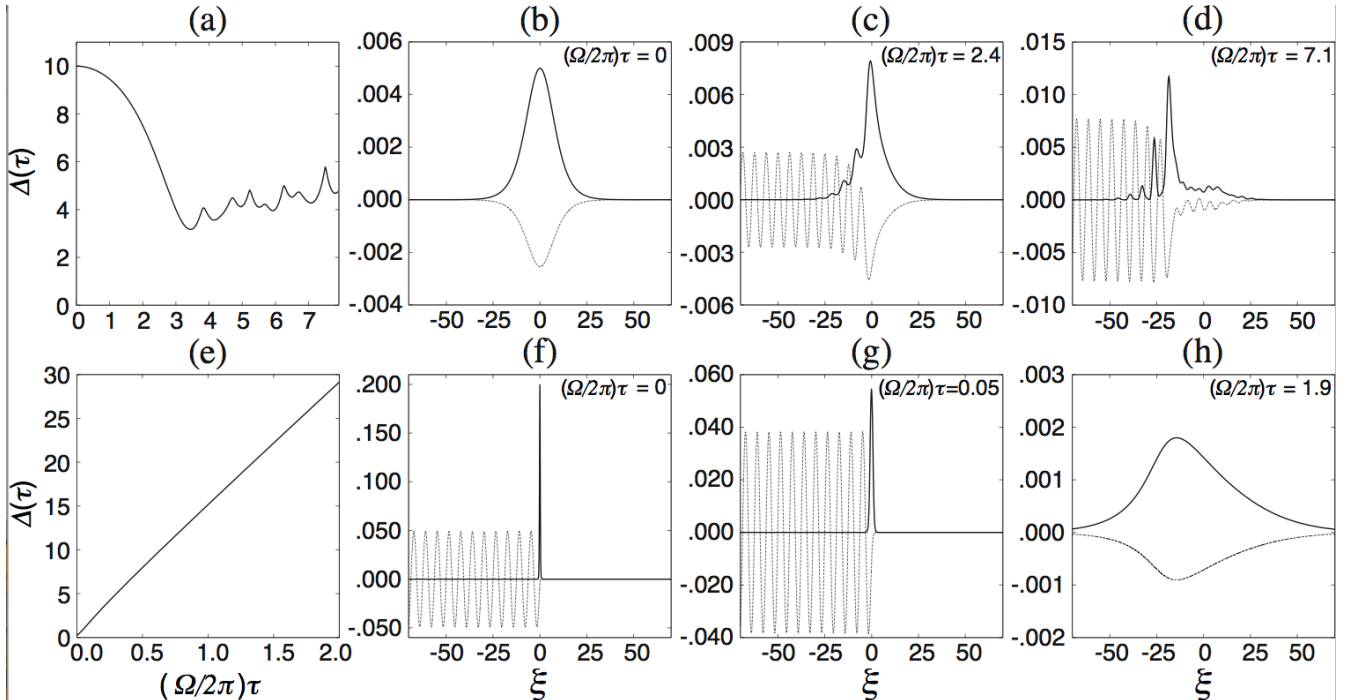 (a) (b) (c) (d)
Δ(τ)
10
8
6
4
2
0
0 1 2 3 4 5 6 7
(Ω/2π)τ = 0
.006
.004
.002
.000
-.002
-.004
-50 -25 0 25 50
(Ω/2π)τ = 2.4
.009
.006
.003
.000
-.003
-.006
-50 -25 0 25 50
(Ω/2π)τ = 7.1
.015
.010
.005
.000
-.005
-.010
-50 -25 0 25 50
(e) (f) (g) (h)
Δ(τ)
30
25
20
15
10
5
0
0.0 0.5 1.0 1.5 2.0
(Ω/2π)τ
(Ω/2π)τ = 0
.200
.150
.100
.050
.000
-.050
-50 -25 0 25 50
ξ
(Ω/2π)τ=0.05
.060
.040
.020
.000
-.020
-.040
-50 -25 0 25 50
ξ
(Ω/2π)τ = 1.9
.003
.002
.001
.000
-.001
-.002
-50 -25 0 25 50
ξ